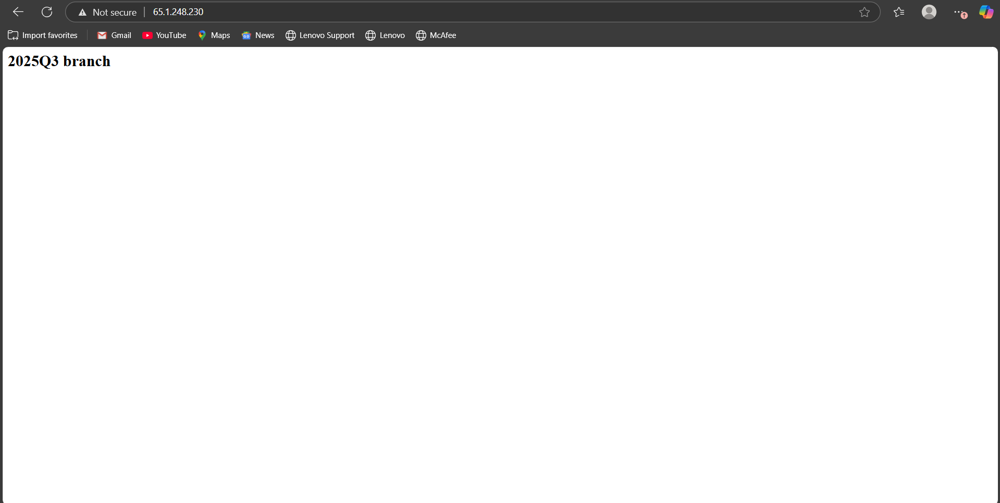 Not secure 65.1.248.230
Import favorites Gmail YouTube Maps News Lenovo Support Lenovo McAfee
2025Q3 branch